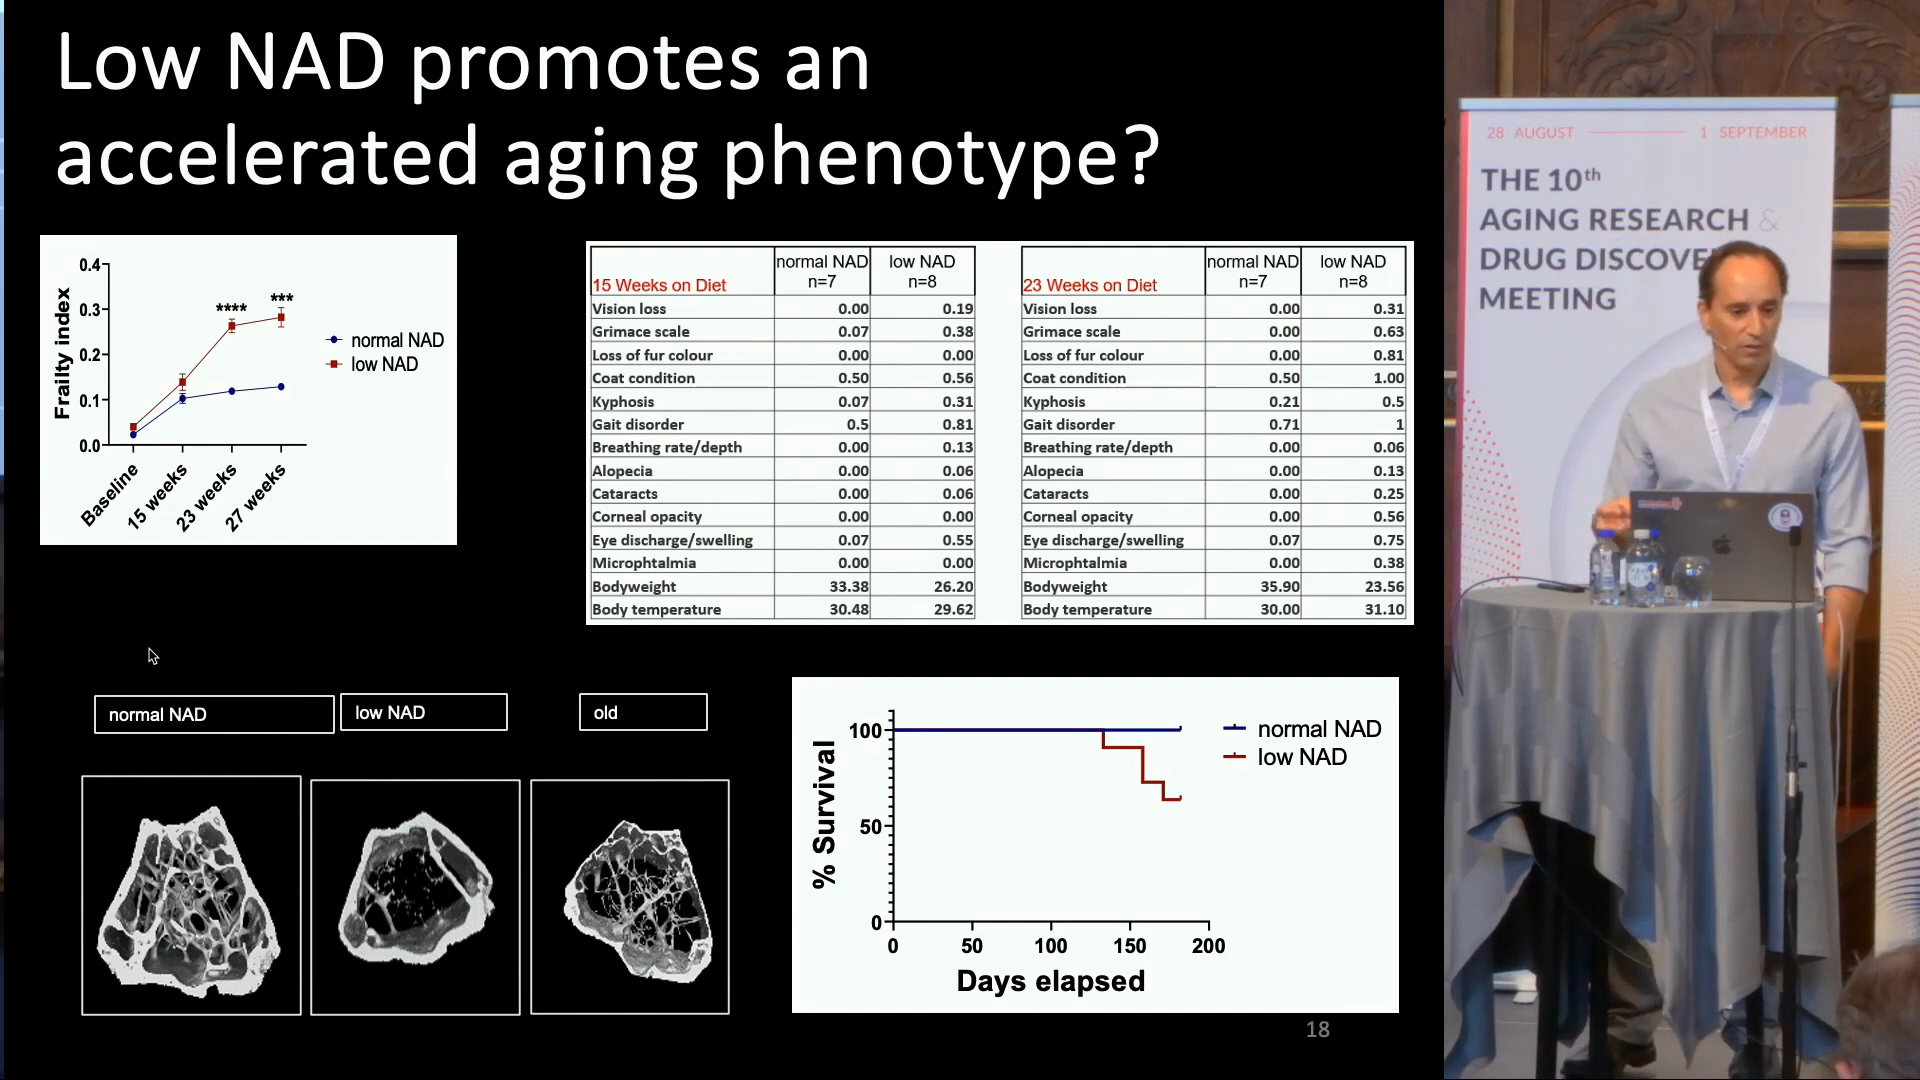 Low NAD promotes an
accelerated aging phenotype?
Frailty index
0.4
0.3
0.2
0.1
0.0
****
***
Baseline
15 weeks
23 weeks
27 weeks
normal NAD
low NAD
15 Weeks on Diet normal NAD n=7 low NAD n=8
Vision loss 0.00 0.19
Grimace scale 0.07 0.38
Loss of fur colour 0.00 0.00
Coat condition 0.50 0.56
Kyphosis 0.07 0.31
Gait disorder 0.5 0.81
Breathing rate/depth 0.00 0.13
Alopecia 0.00 0.06
Cataracts 0.00 0.06
Corneal opacity 0.00 0.00
Eye discharge/swelling 0.07 0.55
Microphtalmia 0.00 0.00
Bodyweight 33.38 26.20
Body temperature 30.48 29.62
23 Weeks on Diet normal NAD n=7 low NAD n=8
Vision loss 0.00 0.31
Grimace scale 0.00 0.63
Loss of fur colour 0.00 0.81
Coat condition 0.50 1.00
Kyphosis 0.21 0.5
Gait disorder 0.71 1
Breathing rate/depth 0.00 0.06
Alopecia 0.00 0.13
Cataracts 0.00 0.25
Corneal opacity 0.00 0.56
Eye discharge/swelling 0.07 0.75
Microphtalmia 0.00 0.38
Bodyweight 35.90 23.56
Body temperature 30.00 31.10
normal NAD
low NAD
old
% Survival
100
50
0
0 50 100 150 200
Days elapsed
normal NAD
low NAD
18
28 AUGUST 1 SEPTEMBER
THE 10th
AGING RESEARCH &
DRUG DISCOVE
MEETING